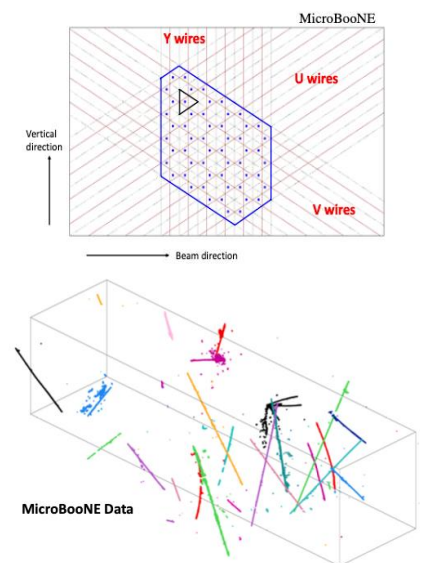 MicroBooNE
Y wires
U wires
Vertical
direction
V wires
Beam direction
MicroBooNE Data